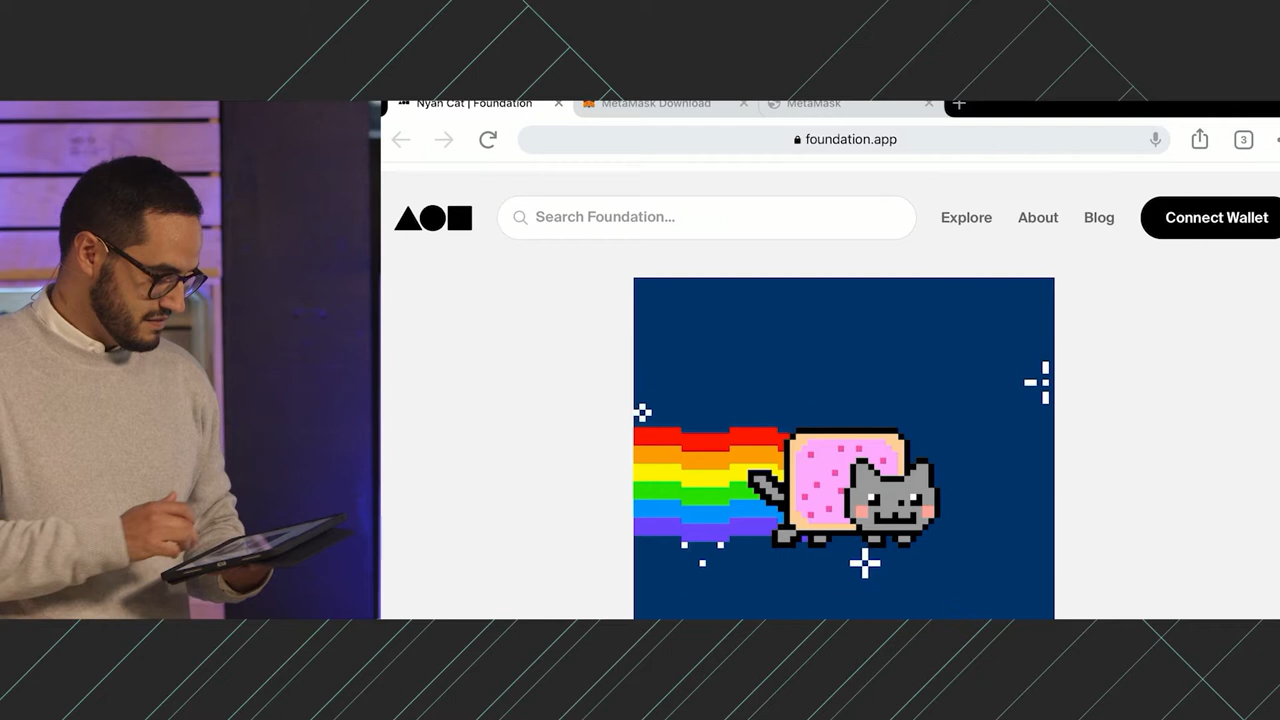 Nyan Cat | Foundation
MetaMask Download
MetaMask
foundation.app
3
Search Foundation...
Explore
About
Blog
Connect Wallet